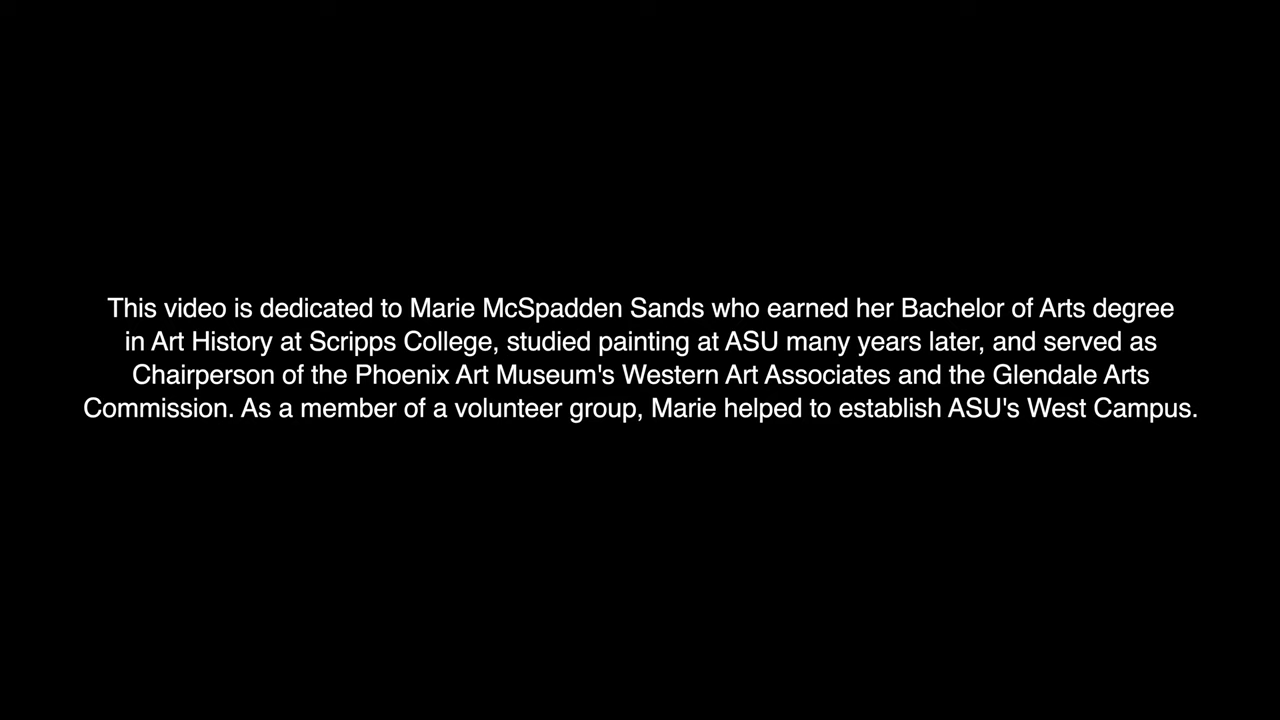 This video is dedicated to Marie McSpadden Sands who earned her Bachelor of Arts degree
in Art History at Scripps College, studied painting at ASU many years later, and served as
Chairperson of the Phoenix Art Museum's Western Art Associates and the Glendale Arts
Commission. As a member of a volunteer group, Marie helped to establish ASU's West Campus.